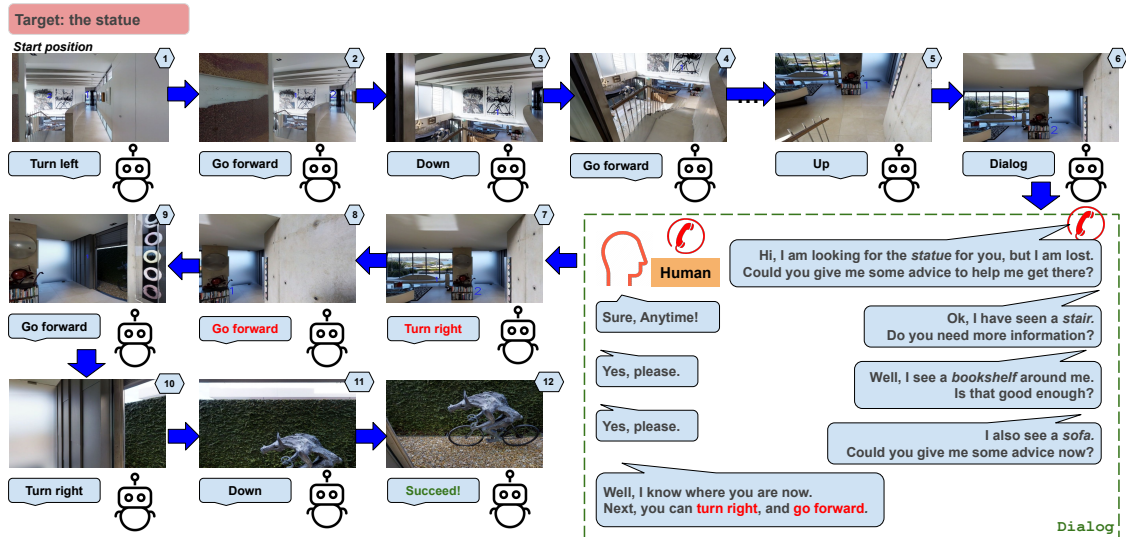 Target: the statue
Start position
1
2
3
4
5
6
Turn left
Go forward
Down
Go forward
...
Up
Dialog
9
8
7
Go forward
Go forward
Turn right
Human
Hi, I am looking for the statue for you, but I am lost.
Could you give me some advice to help me get there?
Sure, Anytime!
Ok, I have seen a stair.
Do you need more information?
Yes, please.
Well, I see a bookshelf around me.
Is that good enough?
Yes, please.
I also see a sofa.
Could you give me some advice now?
Well, I know where you are now.
Next, you can turn right, and go forward.
Dialog
10
11
12
Turn right
Down
Succeed!